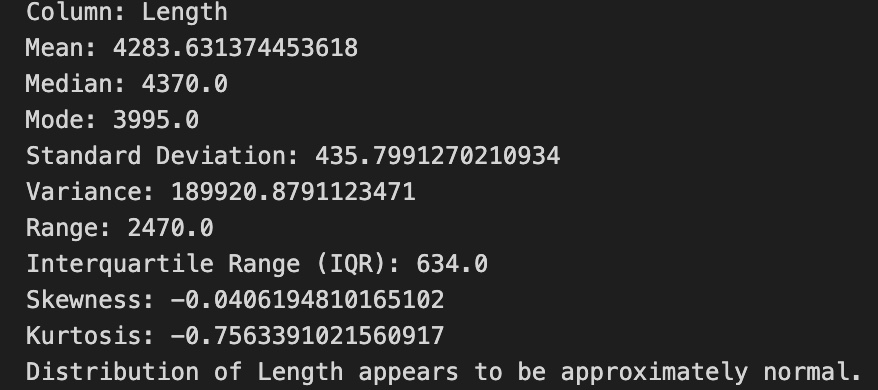 Column: Length
Mean: 4283.631374453618
Median: 4370.0
Mode: 3995.0
Standard Deviation: 435.7991270210934
Variance: 189920.8791123471
Range: 2470.0
Interquartile Range (IQR): 634.0
Skewness: -0.0406194810165102
Kurtosis: -0.7563391021560917
Distribution of Length appears to be approximately normal.